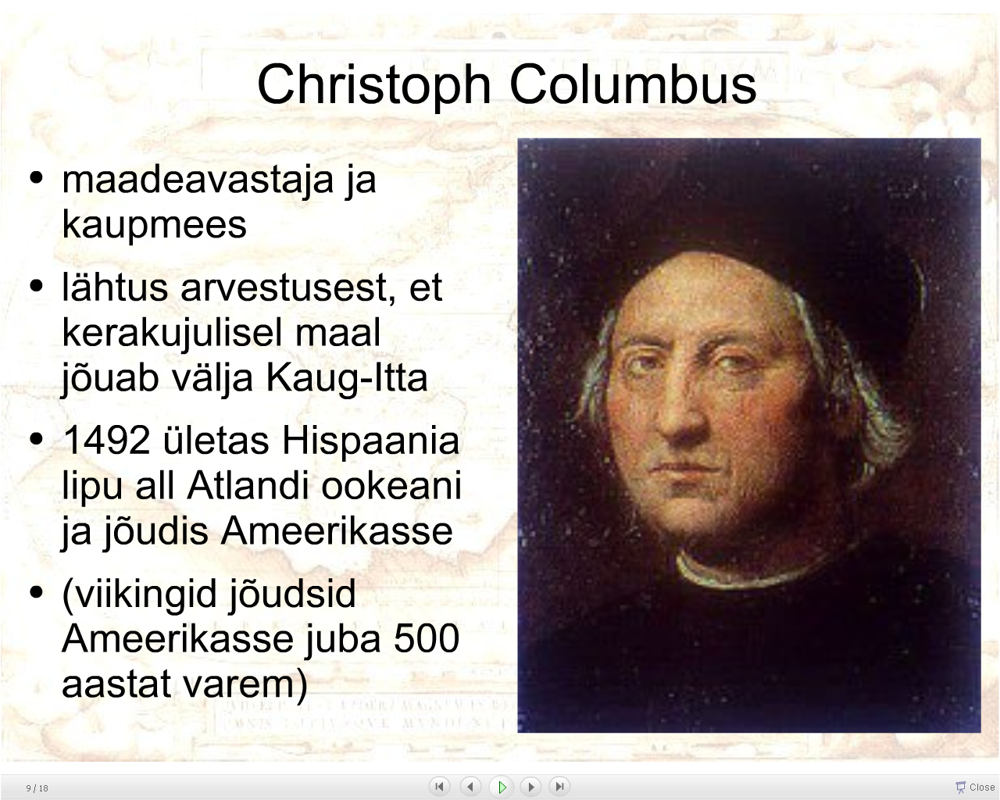 Christoph Columbus
• maadeavastaja ja
kaupmees
• lähtus arvestusest, et
kerakujulisel maal
jõuab välja Kaug-Itta
• 1492 ületas Hispaania
lipu all Atlandi ookeani
ja jõudis Ameerikasse
• (viikingid jõudsid
Ameerikasse juba 500
aastat varem)
9 / 18
Close